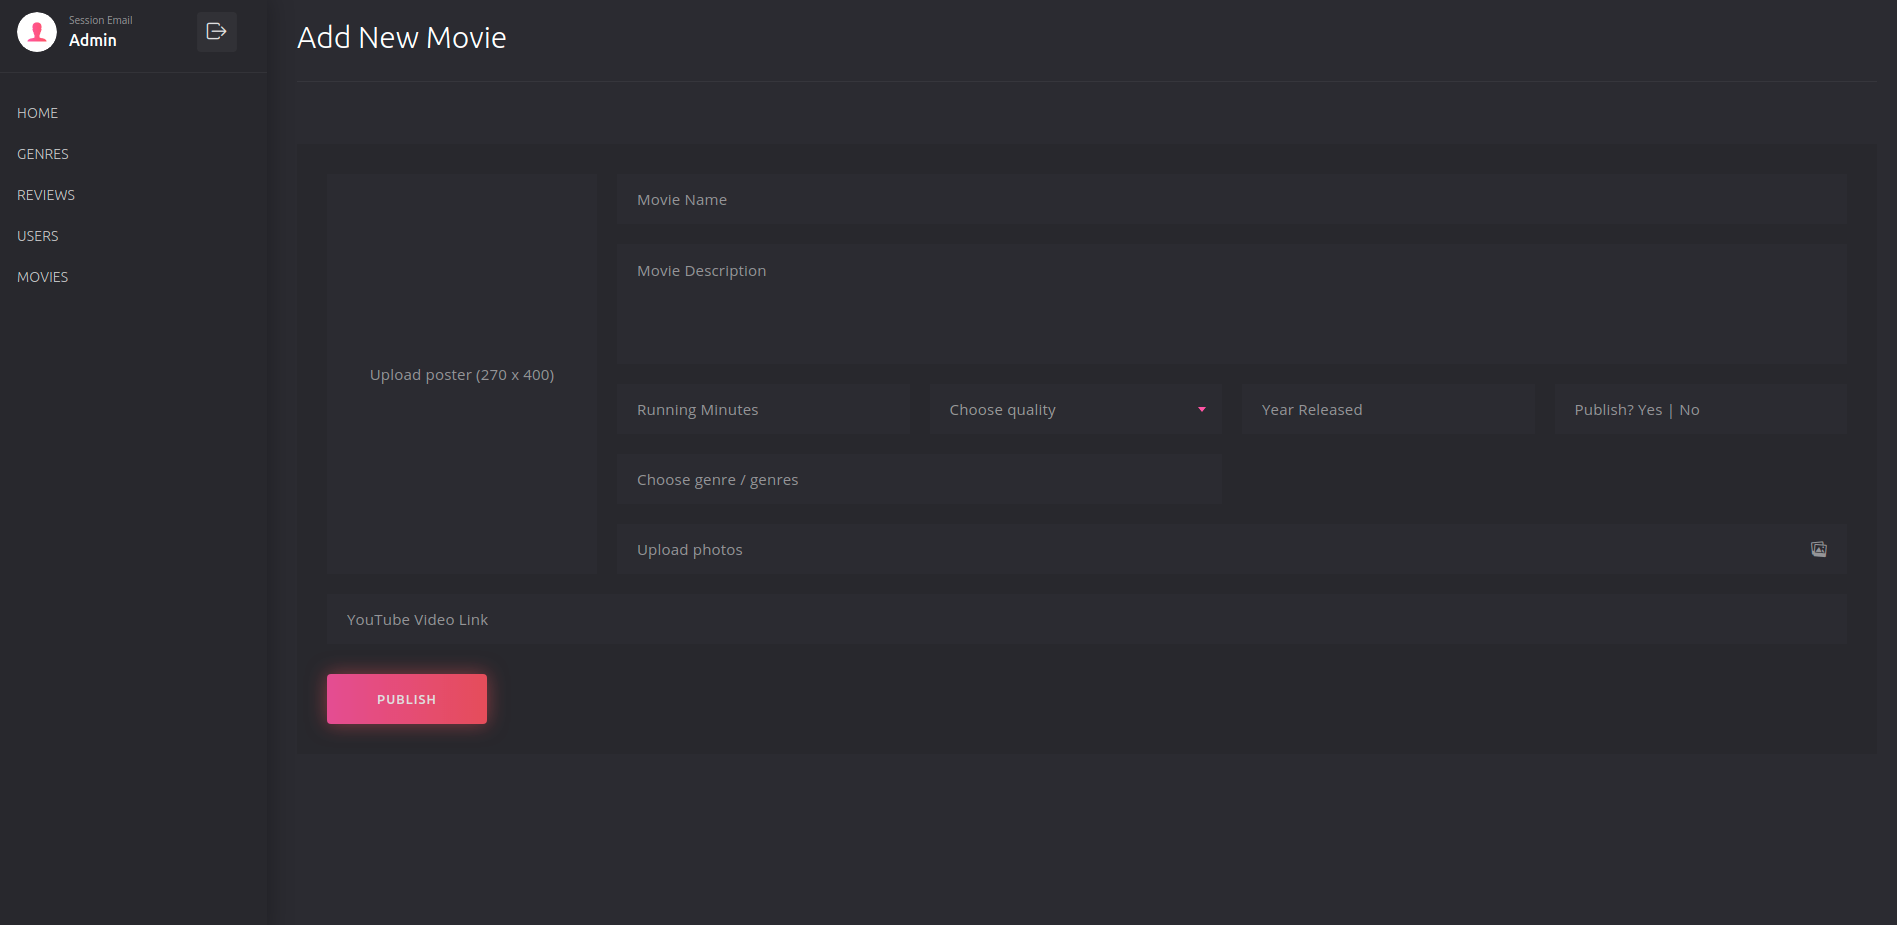 Session Email
Admin
HOME
GENRES
REVIEWS
USERS
MOVIES
Add New Movie
Upload poster (270 x 400)
Movie Name
Movie Description
Running Minutes
Choose quality
Year Released
Publish? Yes | No
Choose genre / genres
Upload photos
YouTube Video Link
PUBLISH